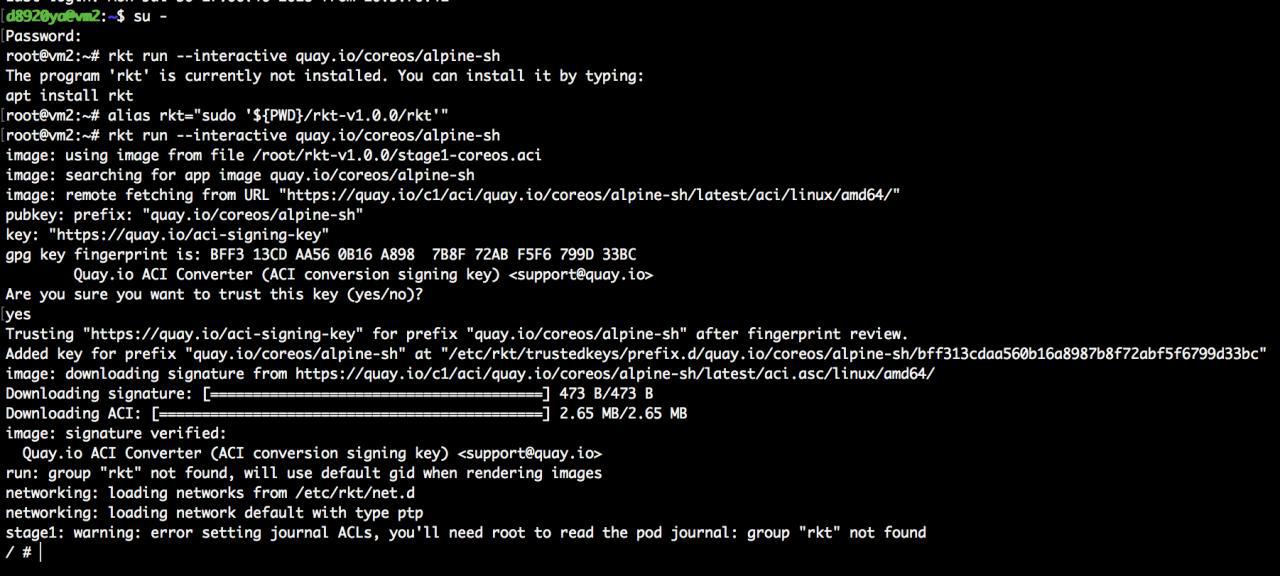 d8920ya@vm2:~$ su -
Password:
root@vm2:~# rkt run --interactive quay.io/coreos/alpine-sh
The program 'rkt' is currently not installed. You can install it by typing:
apt install rkt
root@vm2:~# alias rkt="sudo '${PWD}/rkt-v1.0.0/rkt'"
root@vm2:~# rkt run --interactive quay.io/coreos/alpine-sh
image: using image from file /root/rkt-v1.0.0/stage1-coreos.aci
image: searching for app image quay.io/coreos/alpine-sh
image: remote fetching from URL "https://quay.io/c1/aci/quay.io/coreos/alpine-sh/latest/aci/linux/amd64/"
pubkey: prefix: "quay.io/coreos/alpine-sh"
key: "https://quay.io/aci-signing-key"
gpg key fingerprint is: BFF3 13CD AA56 0B16 A898  7B8F 72AB F5F6 799D 33BC
        Quay.io ACI Converter (ACI conversion signing key) <support@quay.io>
Are you sure you want to trust this key (yes/no)?
yes
Trusting "https://quay.io/aci-signing-key" for prefix "quay.io/coreos/alpine-sh" after fingerprint review.
Added key for prefix "quay.io/coreos/alpine-sh" at "/etc/rkt/trustedkeys/prefix.d/quay.io/coreos/alpine-sh/bff313cdaa560b16a8987b8f72abf5f6799d33bc"
image: downloading signature from https://quay.io/c1/aci/quay.io/coreos/alpine-sh/latest/aci.asc/linux/amd64/
Downloading signature: [=======================================] 473 B/473 B
Downloading ACI: [=============================================] 2.65 MB/2.65 MB
image: signature verified:
  Quay.io ACI Converter (ACI conversion signing key) <support@quay.io>
run: group "rkt" not found, will use default gid when rendering images
networking: loading networks from /etc/rkt/net.d
networking: loading network default with type ptp
stage1: warning: error setting journal ACLs, you'll need root to read the pod journal: group "rkt" not found
/ #